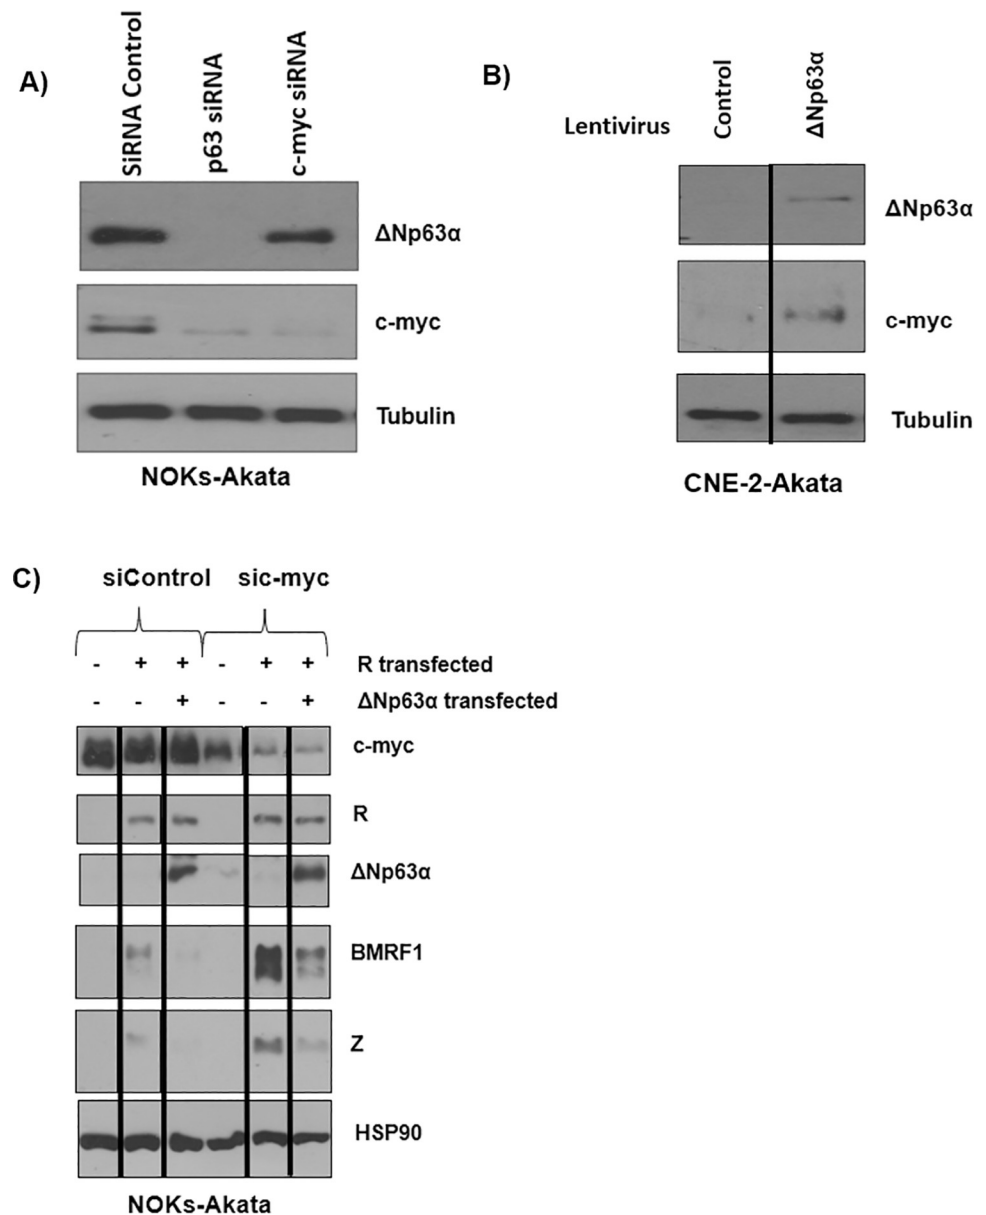 A)
SiRNA Control
p63 siRNA
c-myc siRNA
ΔNp63α
c-myc
Tubulin
NOKs-Akata
B)
Lentivirus
Control
ΔNp63α
ΔNp63α
c-myc
Tubulin
CNE-2-Akata
C)
siControl sic-myc
- + + - + + R transfected
- - + - - + ΔNp63α transfected
c-myc
R
ΔNp63α
BMRF1
Z
HSP90
NOKs-Akata